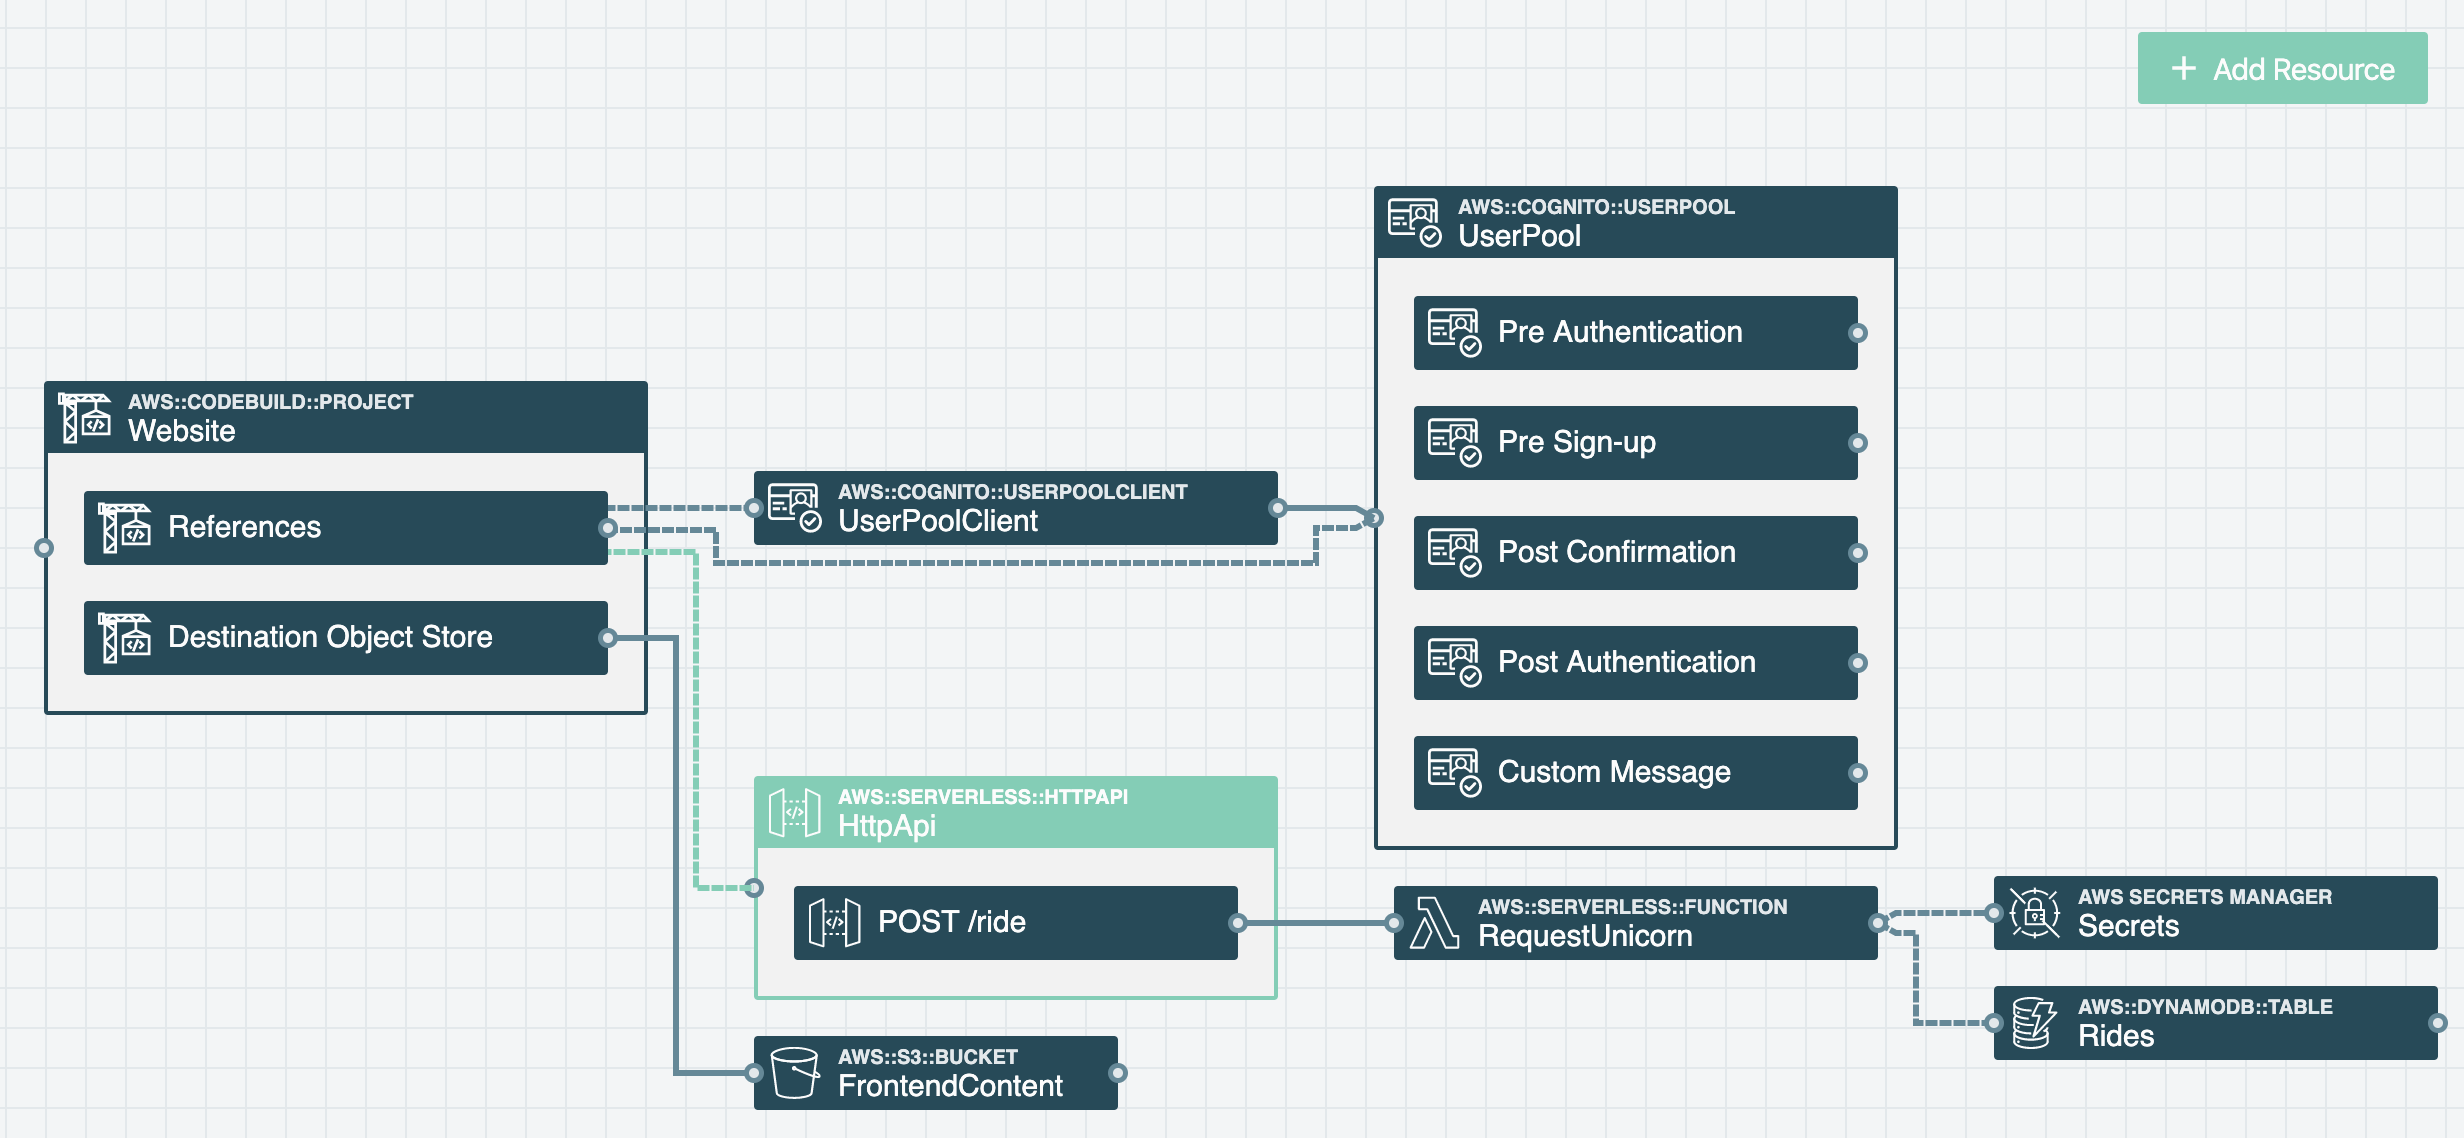 + Add Resource
AWS::COGNITO::USERPOOL
UserPool
Pre Authentication
Pre Sign-up
Post Confirmation
Post Authentication
Custom Message
AWS::CODEBUILD::PROJECT
Website
References
Destination Object Store
AWS::COGNITO::USERPOOLCLIENT
UserPoolClient
AWS::SERVERLESS::HTTPAPI
HttpApi
POST /ride
AWS::SERVERLESS::FUNCTION
RequestUnicorn
AWS SECRETS MANAGER
Secrets
AWS::DYNAMODB::TABLE
Rides
AWS::S3::BUCKET
FrontendContent